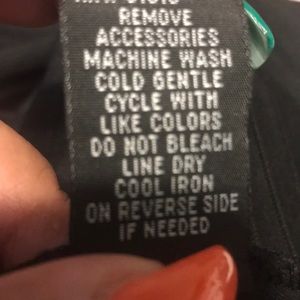 REMOVE
ACCESSORIES
MACHINE WASH
COLD GENTLE
CYCLE WITH
LIKE COLORS
DO NOT BLEACH
LINE DRY
COOL IRON
ON REVERSE SIDE
IF NEEDED